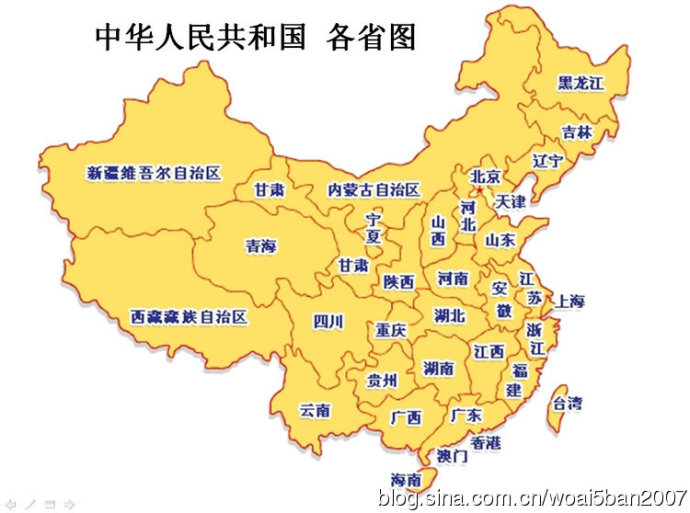 中华人民共和国 各省图
黑龙江
吉林
辽宁
北京
新疆维吾尔自治区
甘肃
内蒙古自治区
天津
宁夏
山西
河北
山东
青海
甘肃
陕西
河南
江苏
安徽
上海
西藏藏族自治区
四川
重庆
湖北
浙江
江西
湖南
贵州
福建
云南
广西
广东
台湾
香港
澳门
海南
blog.sina.com.cn/woai5ban2007